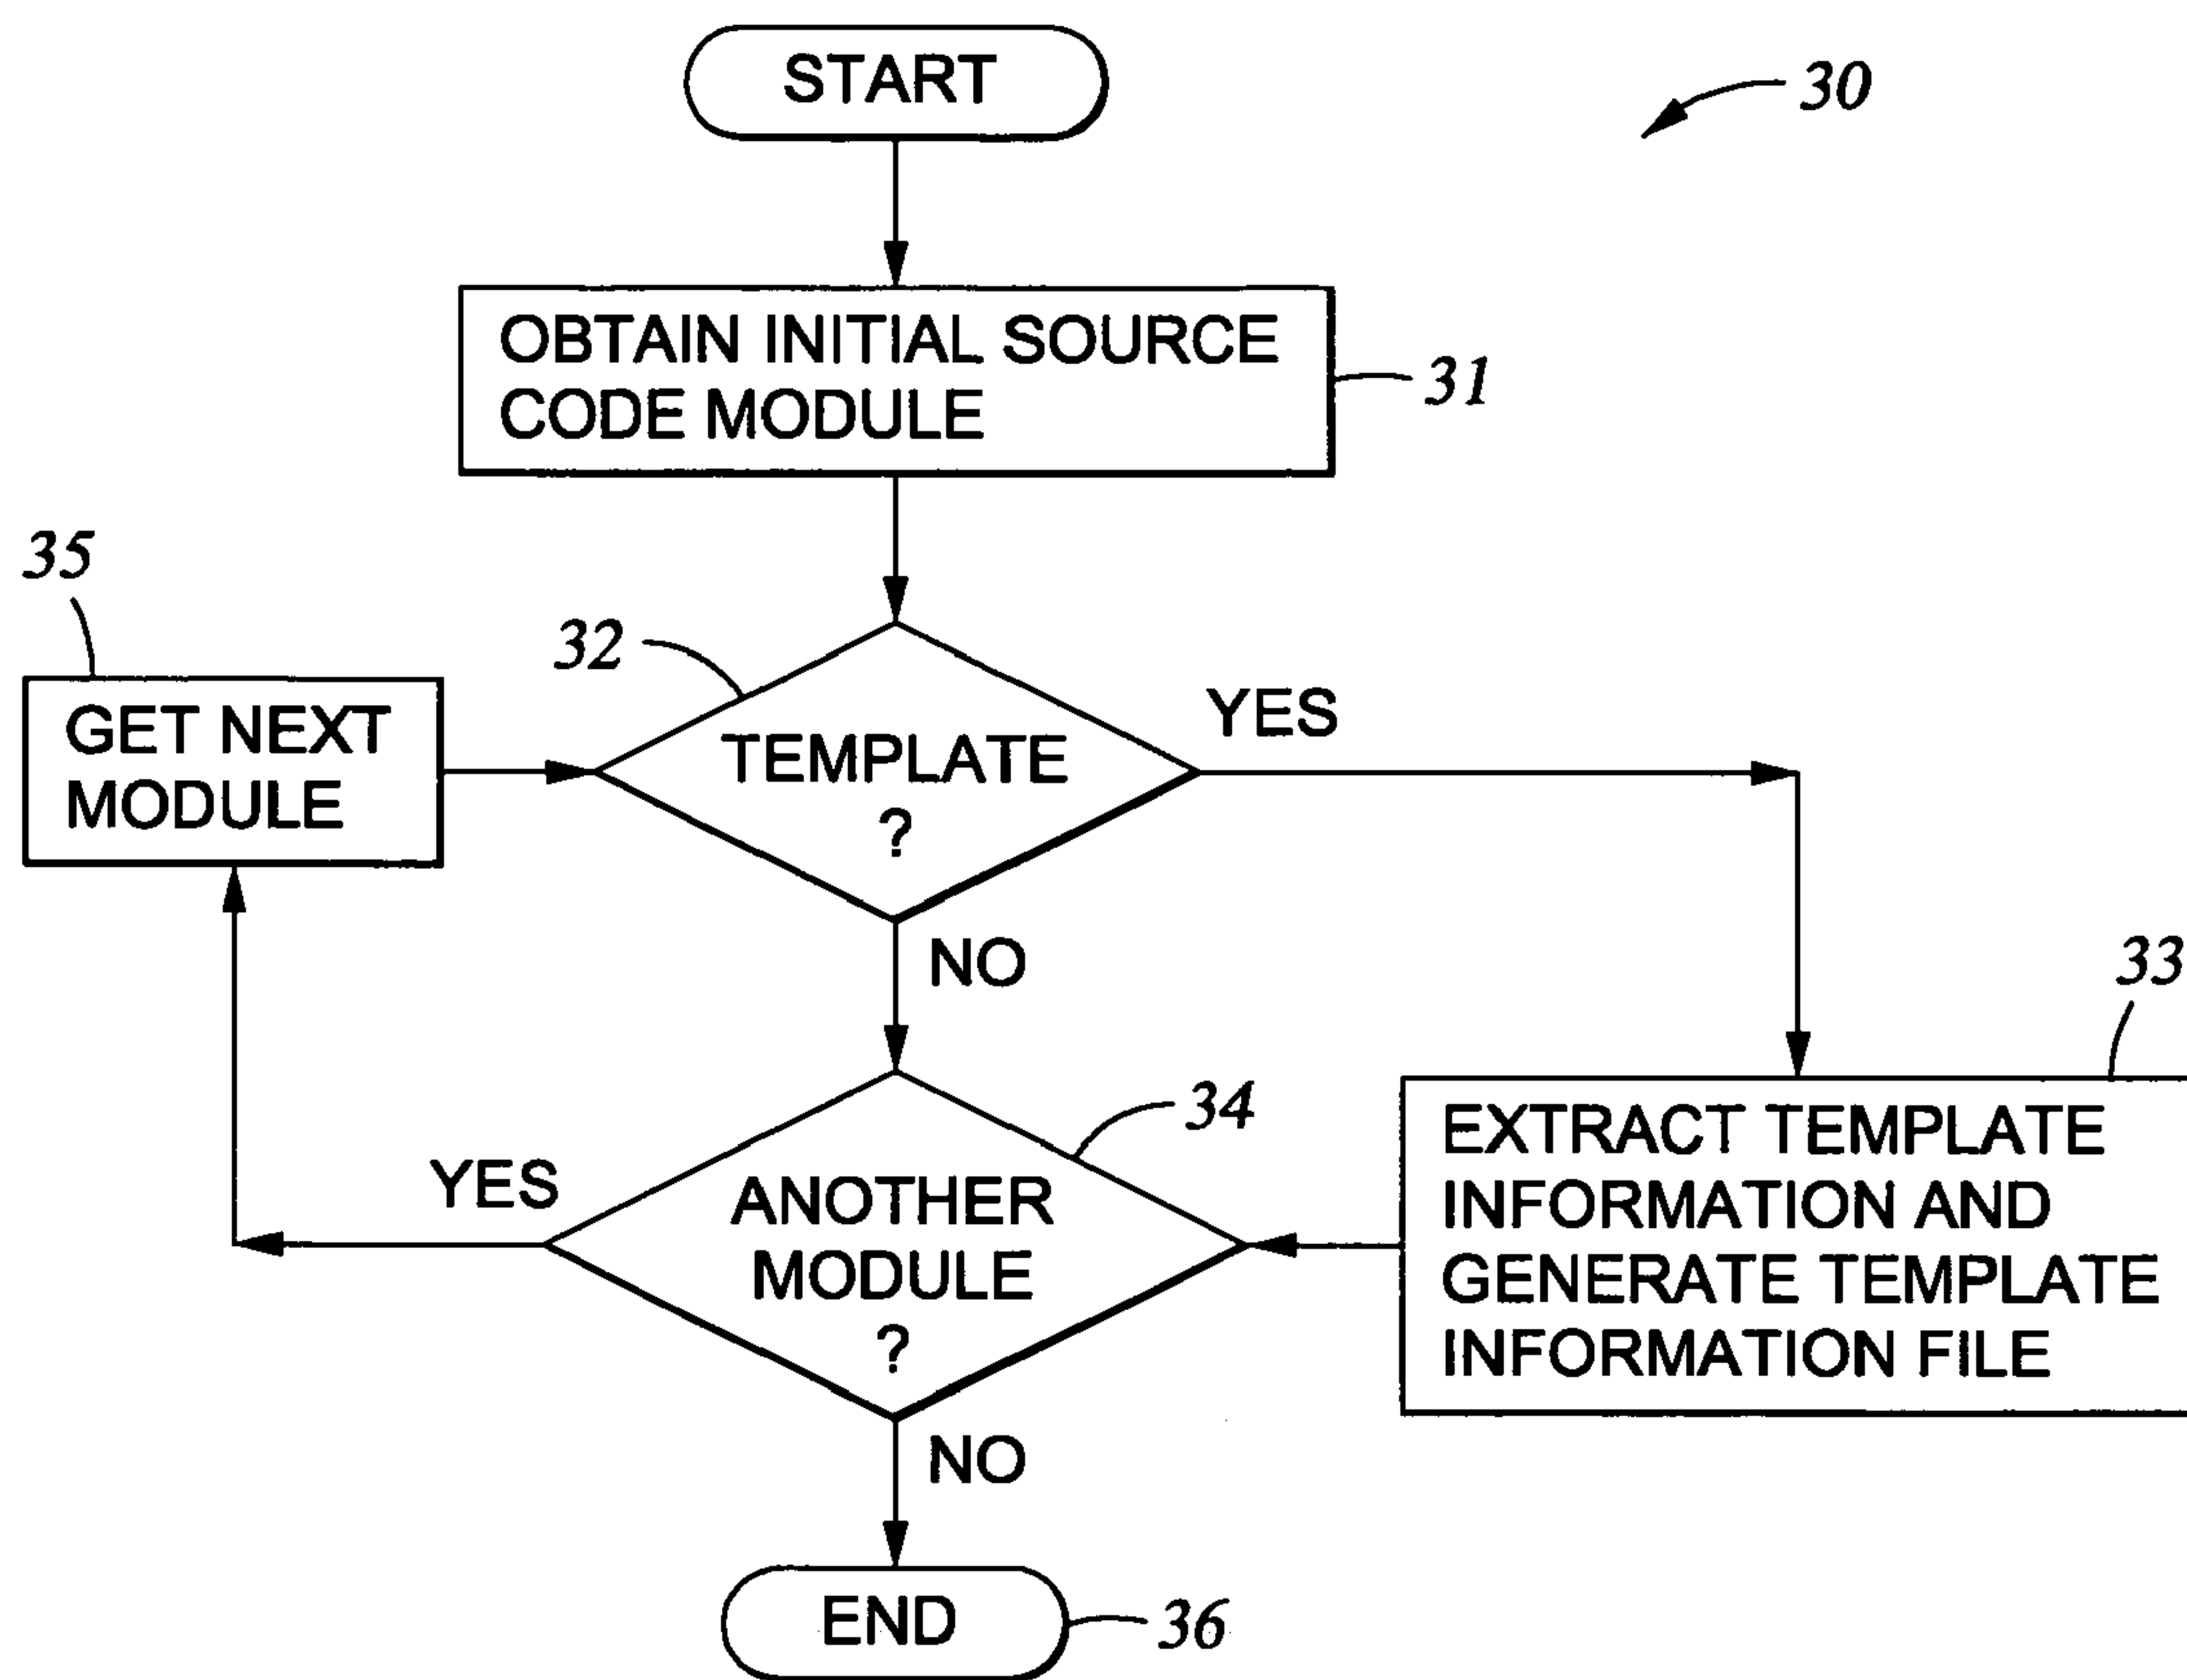 START
30
OBTAIN INITIAL SOURCE
CODE MODULE
31
35
32
GET NEXT
MODULE
TEMPLATE
?
YES
NO
33
34
YES
ANOTHER
MODULE
?
EXTRACT TEMPLATE
INFORMATION AND
GENERATE TEMPLATE
INFORMATION FILE
NO
END
36